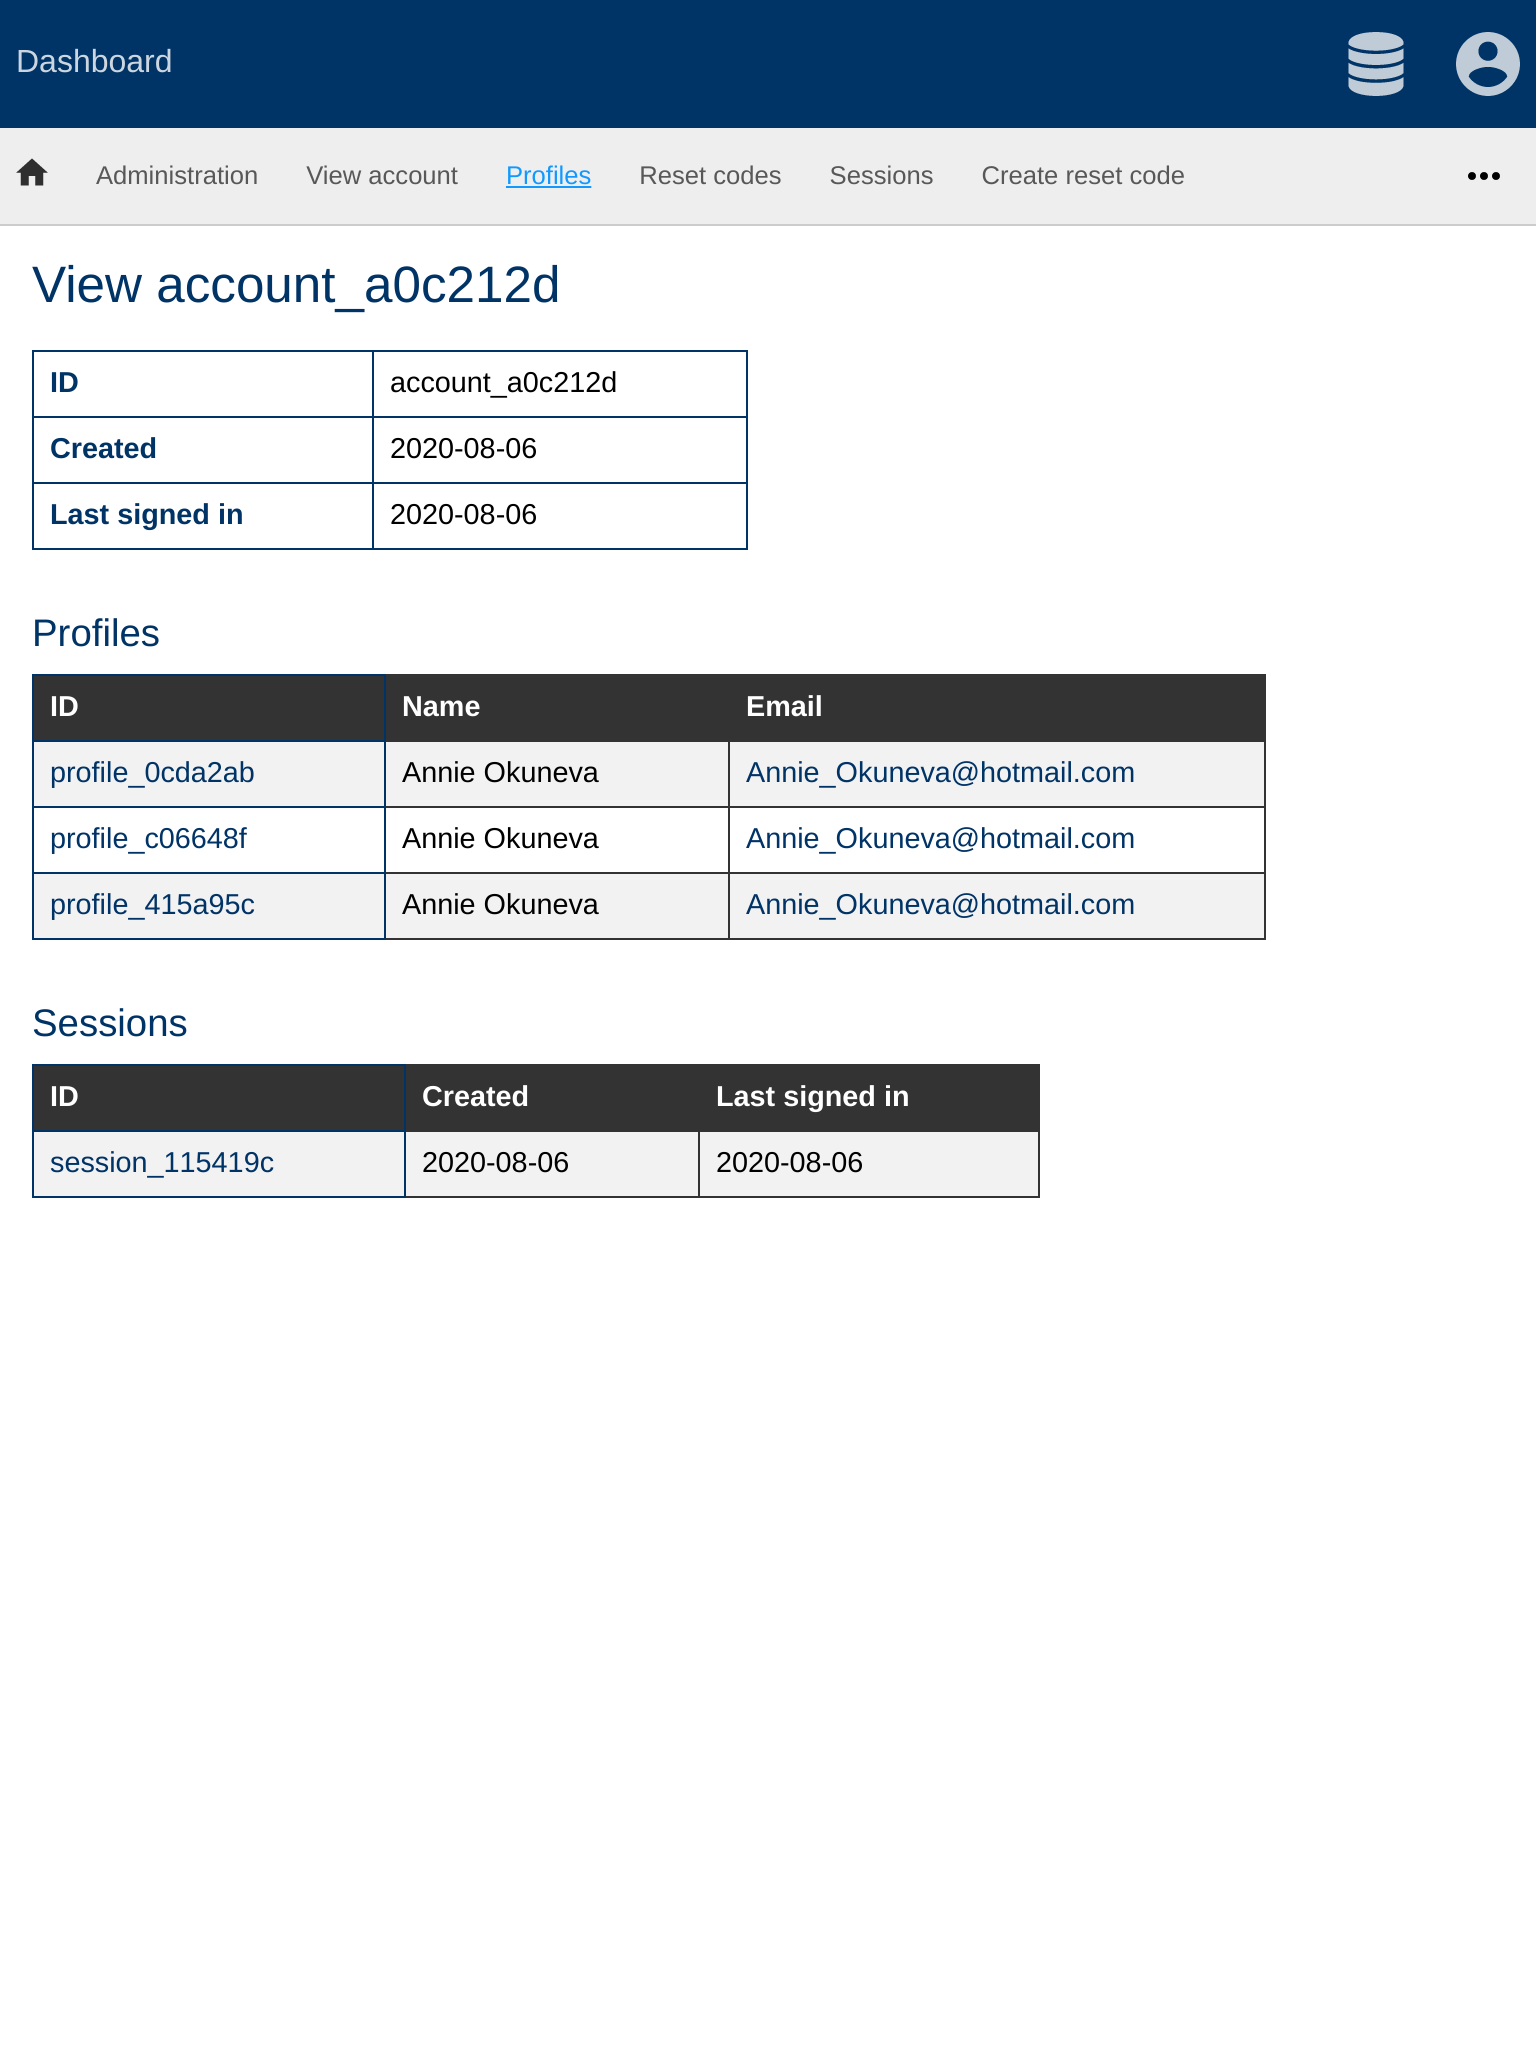 Dashboard
Administration View account Profiles Reset codes Sessions Create reset code
View account_a0c212d
ID account_a0c212d
Created 2020-08-06
Last signed in 2020-08-06
Profiles
ID Name Email
profile_0cda2ab Annie Okuneva Annie_Okuneva@hotmail.com
profile_c06648f Annie Okuneva Annie_Okuneva@hotmail.com
profile_415a95c Annie Okuneva Annie_Okuneva@hotmail.com
Sessions
ID Created Last signed in
session_115419c 2020-08-06 2020-08-06